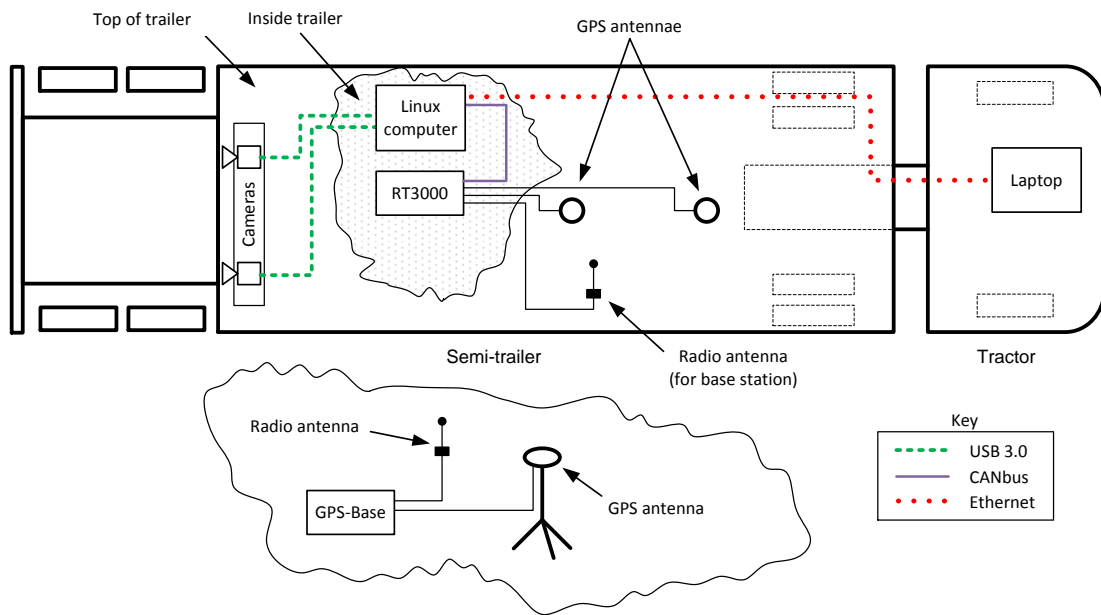 Top of trailer
Inside trailer
GPS antennae
Linux
computer
RT3000
Cameras
Laptop
Semi-trailer
Radio antenna
(for base station)
Tractor
Radio antenna
GPS-Base
GPS antenna
Key
USB 3.0
CANbus
Ethernet